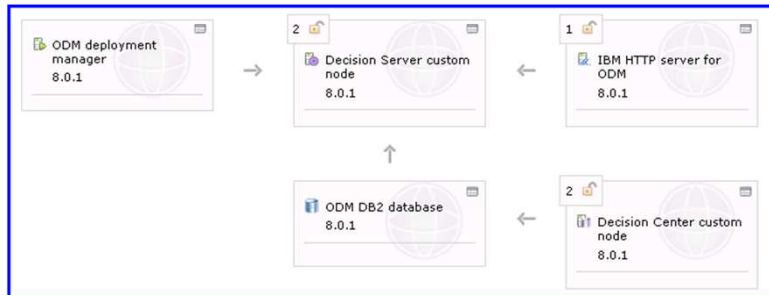 ODM deployment
manager
8.0.1
2
Decision Server custom
node
8.0.1
1
IBM HTTP server for
ODM
8.0.1
ODM DB2 database
8.0.1
2
Decision Center custom
node
8.0.1